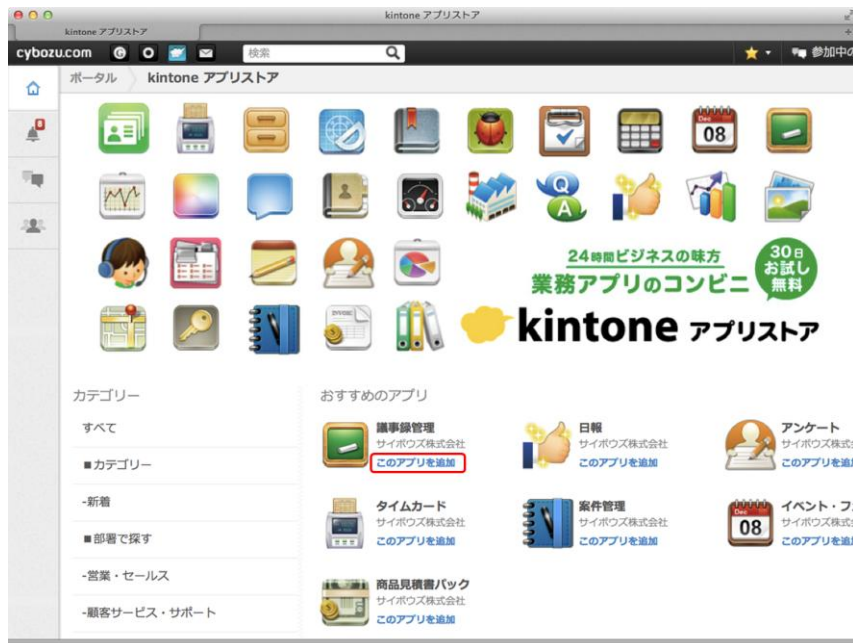 kintone アプリストア
kintone アプリストア
cybozu.com
検索
参加中の
ポータル
kintone アプリストア
Dec
08
Q
A
24時間ビジネスの味方
業務アプリのコンビニ
30日
お試し
無料
kintone アプリストア
カテゴリー
すべて
■カテゴリー
-新着
■部署で探す
-営業・セールス
-顧客サービス・サポート
おすすめのアプリ
議事録管理
サイボウズ株式会社
このアプリを追加
日報
サイボウズ株式会社
このアプリを追加
アンケート
サイボウズ株式会
このアプリを追
タイムカード
サイボウズ株式会社
このアプリを追加
案件管理
サイボウズ株式会社
このアプリを追加
Dec
08
イベント・フ
サイボウズ株式会
このアプリを追
商品見積書パック
サイボウズ株式会社
このアプリを追加